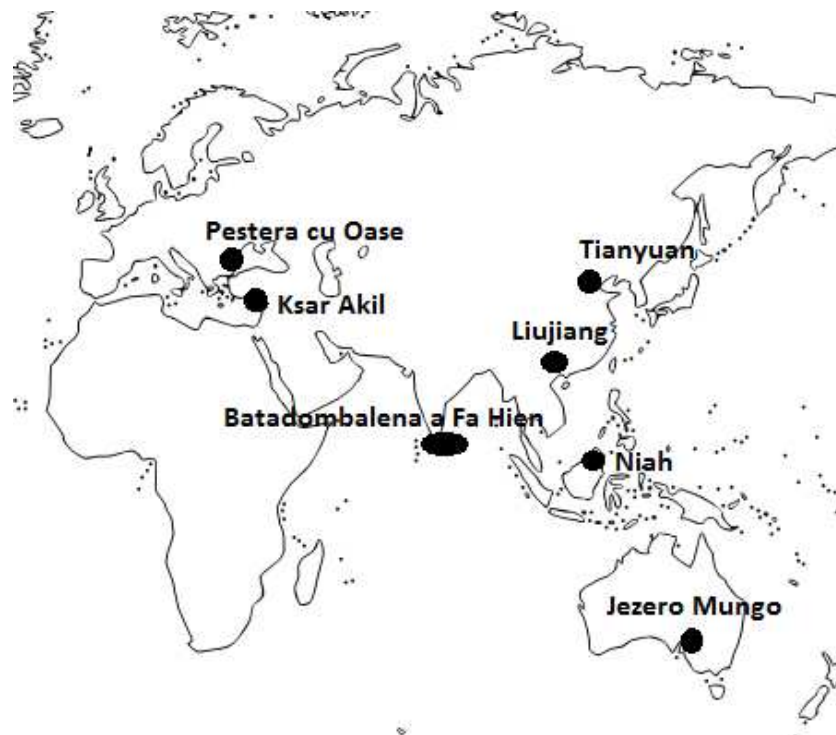 Pestera cu Oase
Tianyuan
Ksar Akil
Liujiang
Batadombalena a Fa Hien
Niah
Jezero Mungo